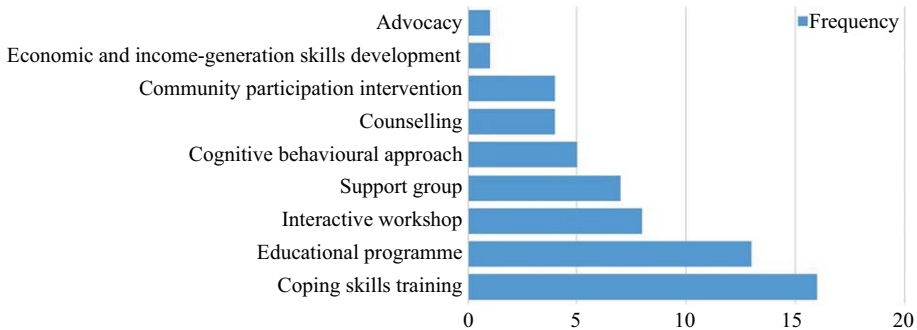 Advocacy
Frequency
Economic and income-generation skills development
Community participation intervention
Counselling
Cognitive behavioural approach
Support group
Interactive workshop
Educational programme
Coping skills training
0 5 10 15 20